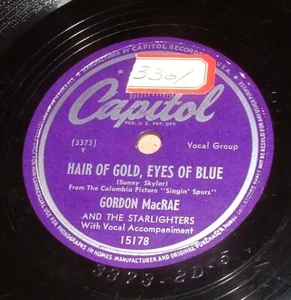 330/
Capitol
REG. U.S. PAT. OFF.
[3373] Y
Vocal Group
HAIR OF GOLD, EYES OF BLUE
(Sunny Skylar)
From The Columbia Picture "Singin' Spurs"
GORDON MacRAE
AND THE STARLIGHTERS
With Vocal Accompaniment
15178
3373-2D-5